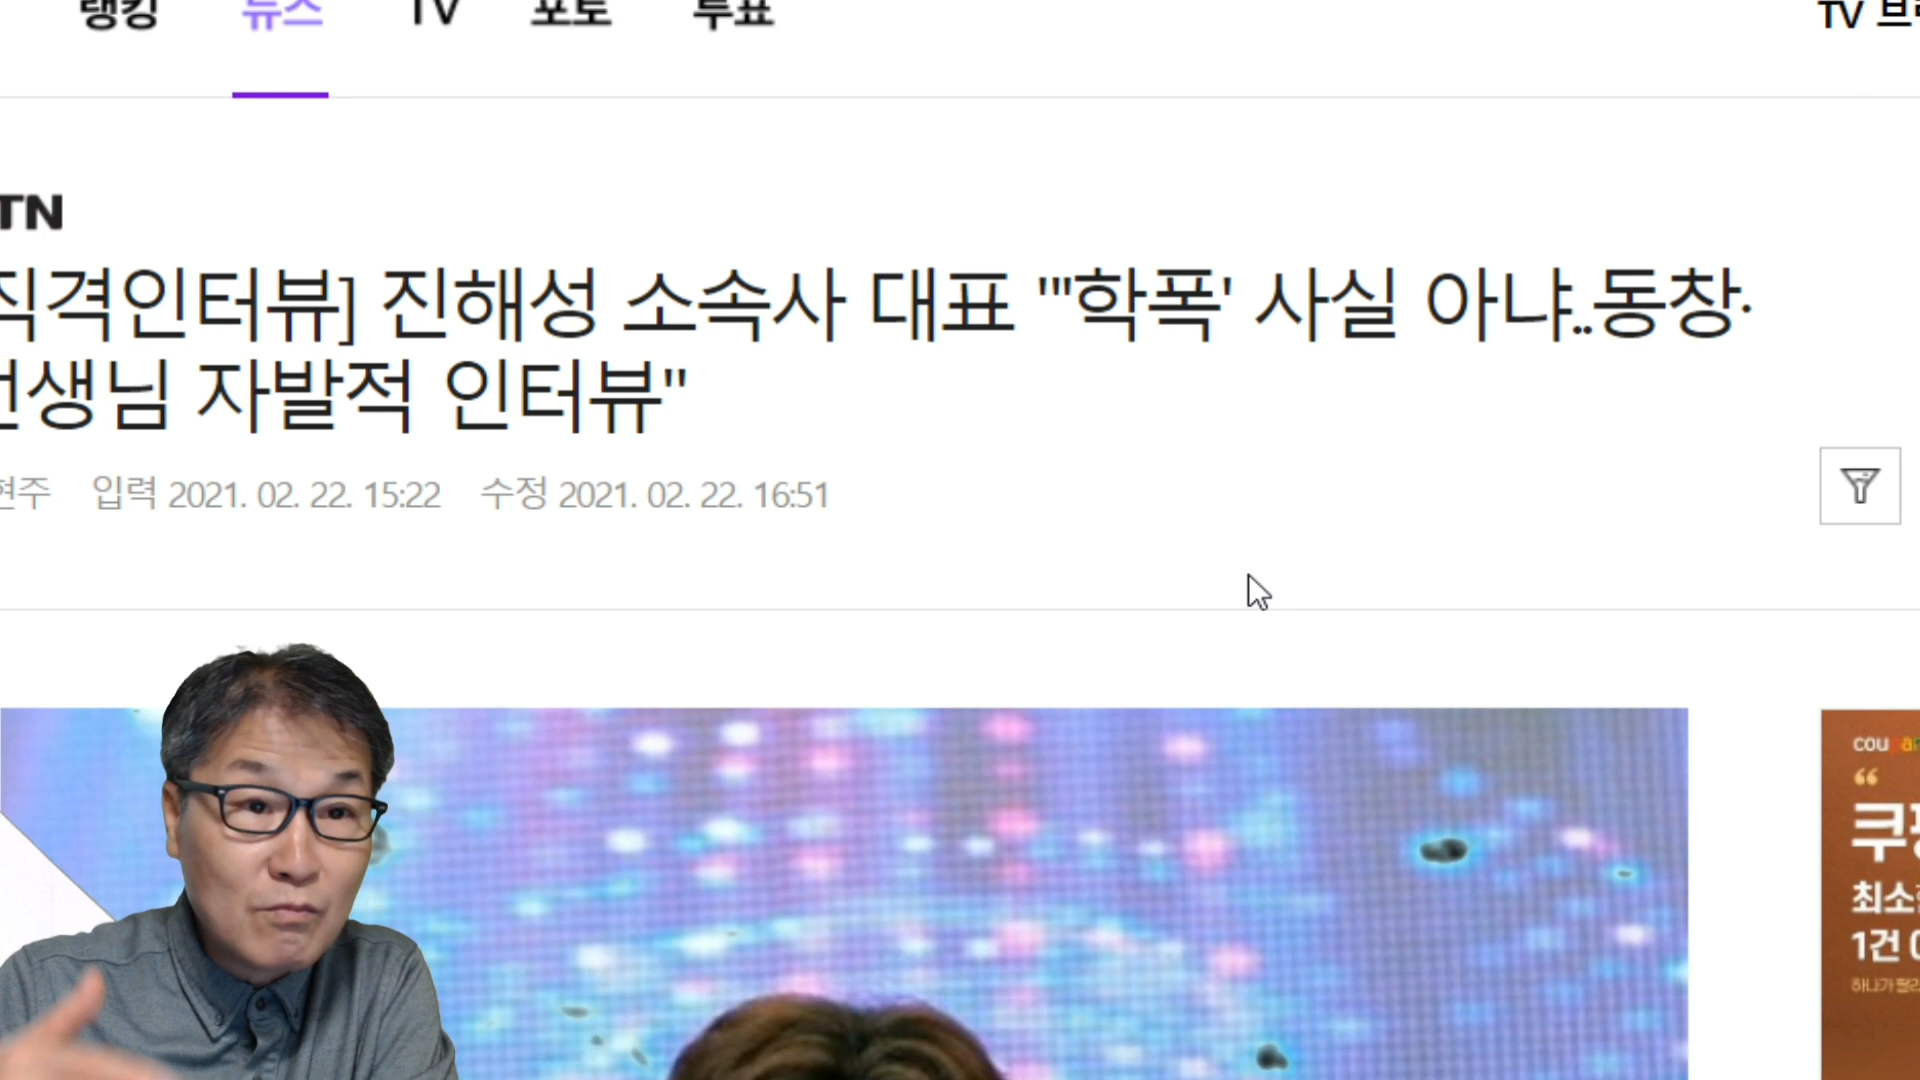 랭킹 뉴스 TV 포토 투표
TV
TN
직격인터뷰] 진해성 소속사 대표 "'학폭' 사실 아냐..동창·
선생님 자발적 인터뷰"
현주 입력 2021. 02. 22. 15:22 수정 2021. 02. 22. 16:51
“
최소
1건